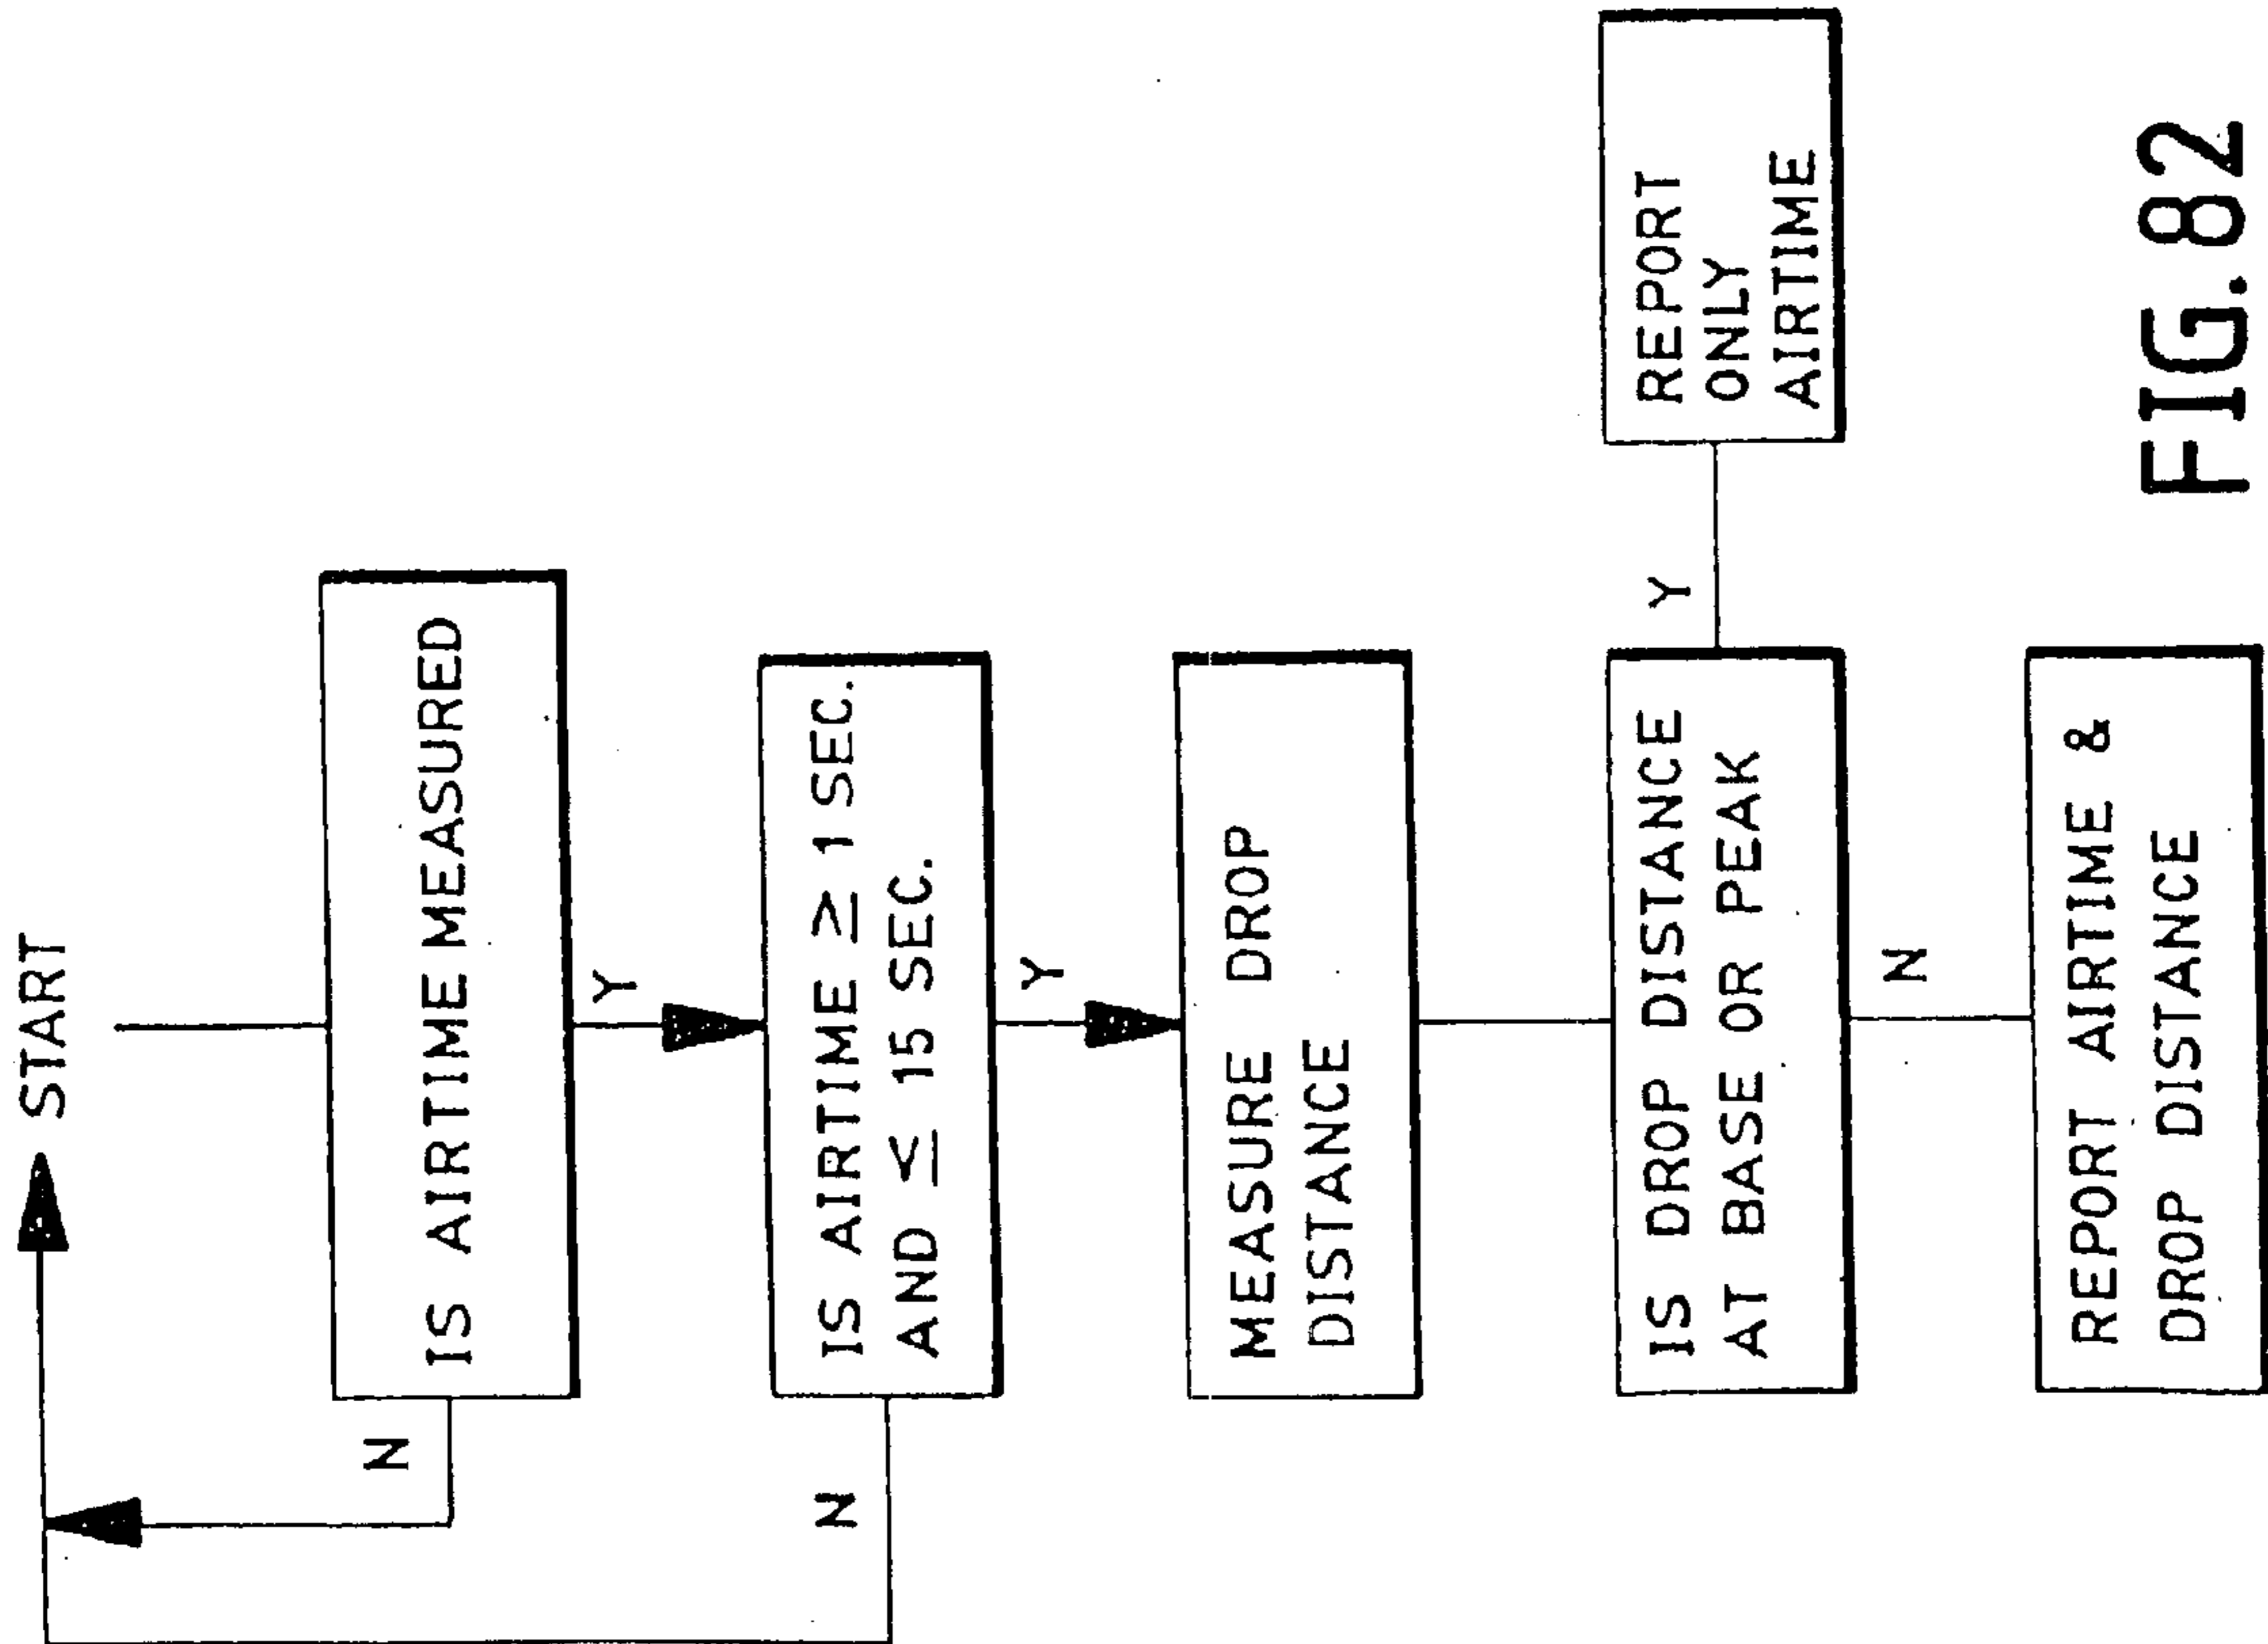 START
IS AIRTIME MEASURED
N
Y
IS AIRTIME ≥ 1 SEC.
AND ≤ 15 SEC.
N
Y
MEASURE DROP
DISTANCE
IS DROP DISTANCE
AT BASE OR PEAK
Y
REPORT
ONLY
AIRTIME
N
REPORT AIRTIME &
DROP DISTANCE
FIG.82